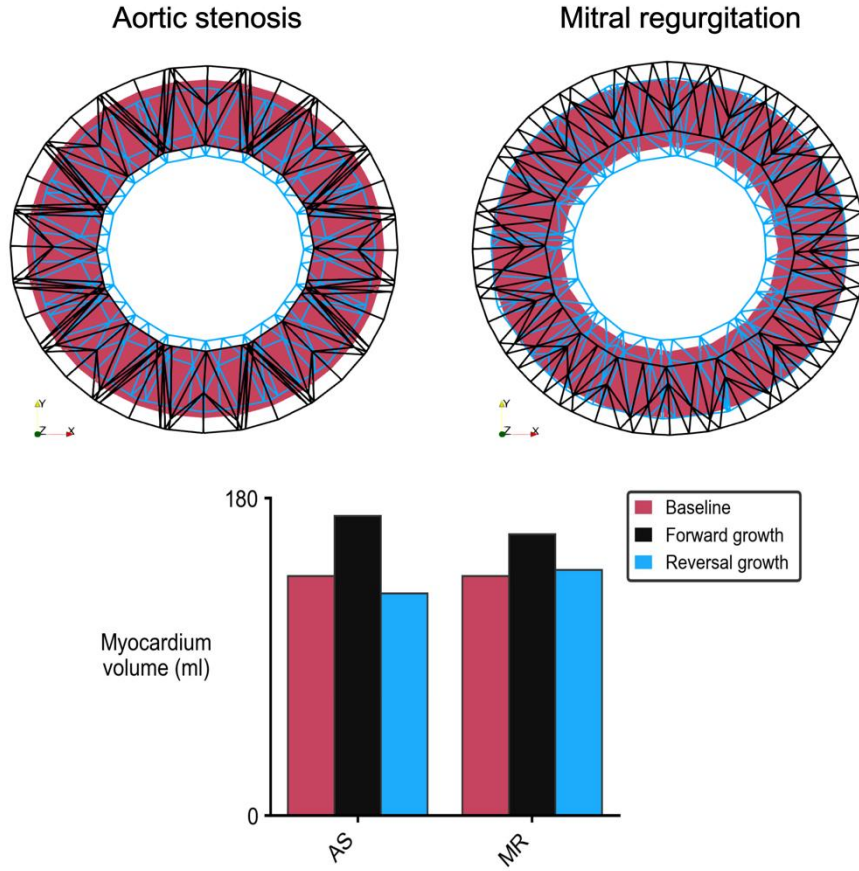 Aortic stenosis
Mitral regurgitation
Y
Z
X
Y
Z
X
180
Baseline
Forward growth
Reversal growth
Myocardium
volume (ml)
0
AS
MR